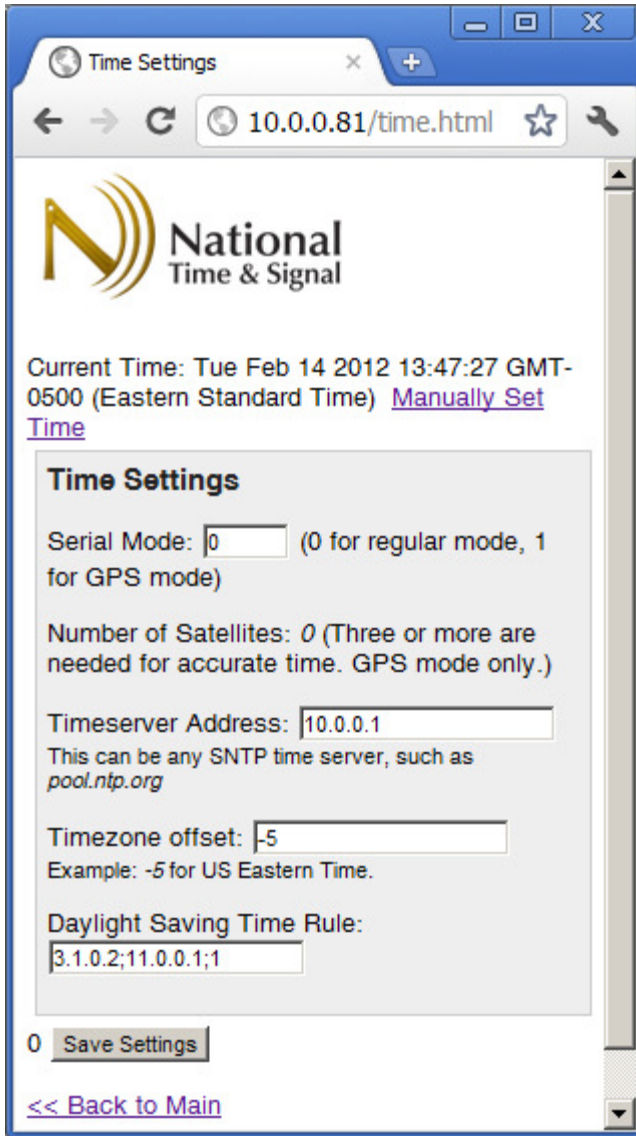 Time Settings
10.0.0.81/time.html
National
Time & Signal
Current Time: Tue Feb 14 2012 13:47:27 GMT-
0500 (Eastern Standard Time) Manually Set
Time
Time Settings
Serial Mode: 0 (0 for regular mode, 1
for GPS mode)
Number of Satellites: 0 (Three or more are
needed for accurate time. GPS mode only.)
Timeserver Address: 10.0.0.1
This can be any SNTP time server, such as
pool.ntp.org
Timezone offset: -5
Example: -5 for US Eastern Time.
Daylight Saving Time Rule:
3.1.0.2;11.0.0.1;1
0 Save Settings
<< Back to Main